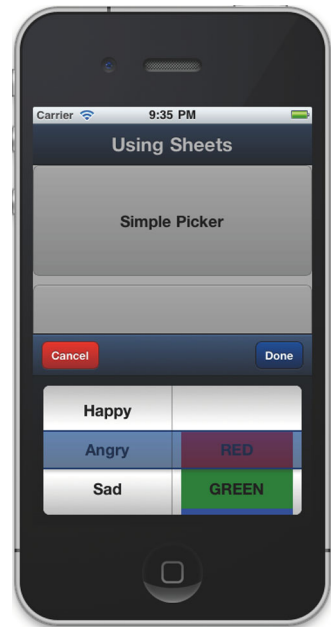 Carrier 9:35 PM
Using Sheets
Simple Picker
Cancel Done
Happy
Angry RED
Sad GREEN